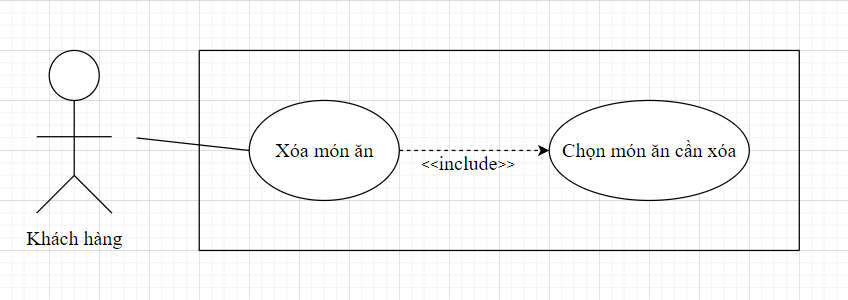 Xóa món ăn
<<include>>
Chọn món ăn cần xóa
Khách hàng